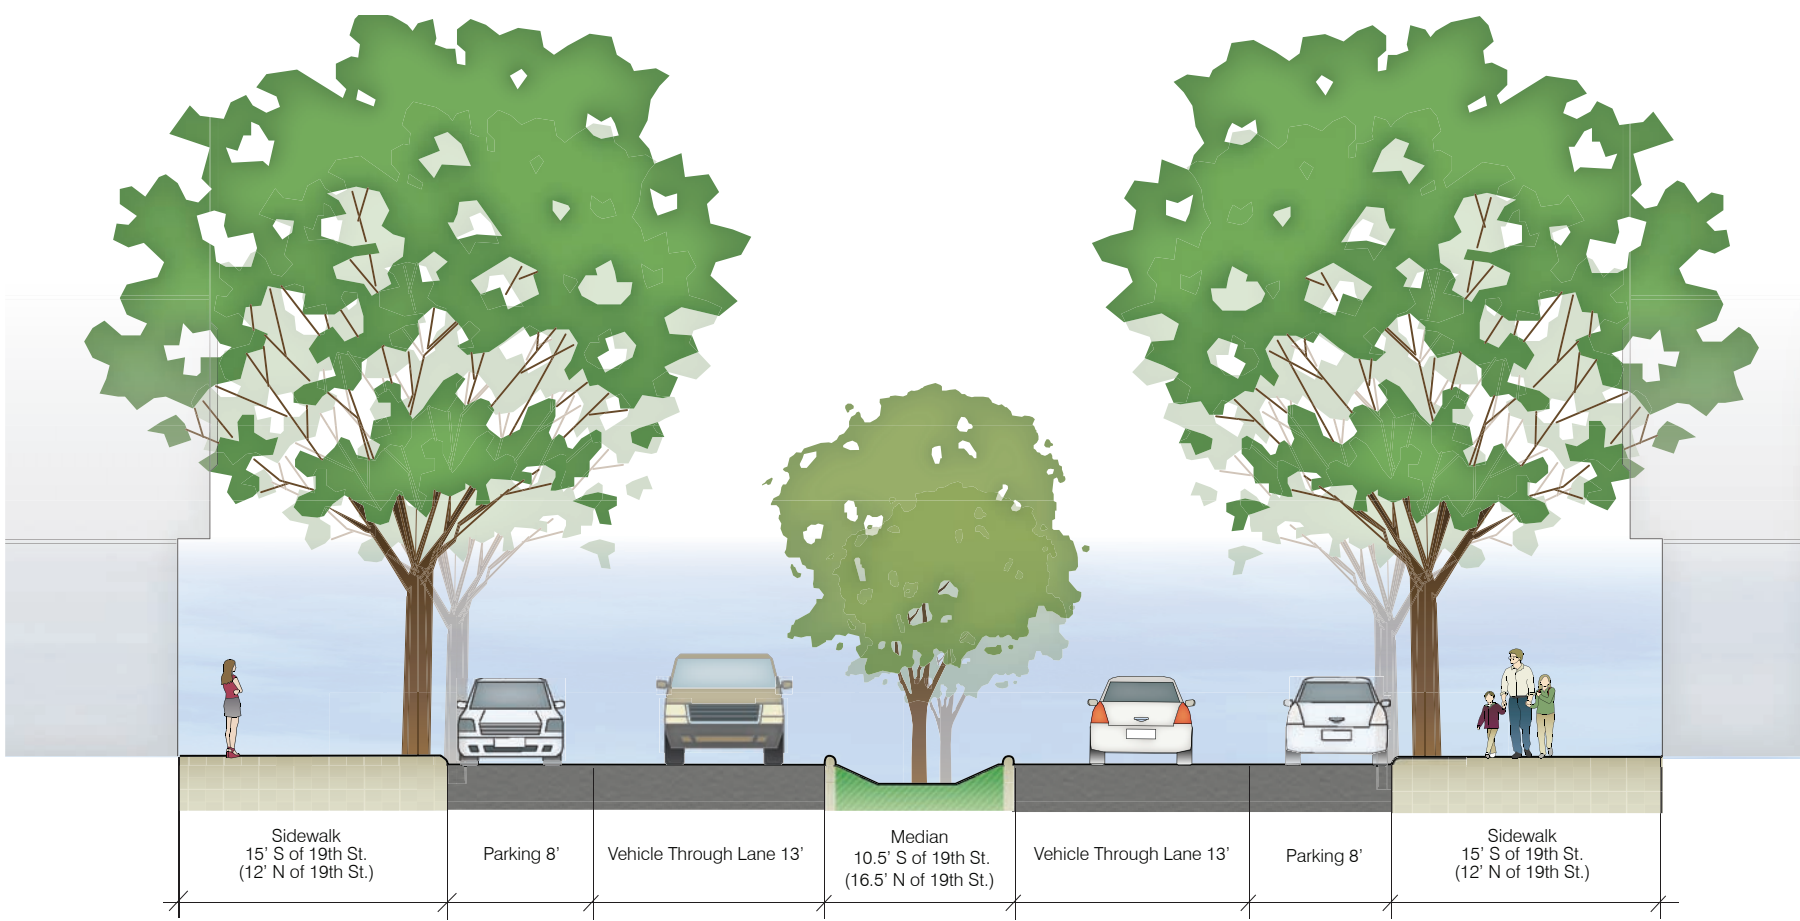 Sidewalk
15' S of 19th St.
(12' N of 19th St.)
Parking 8'
Vehicle Through Lane 13'
Median
10.5' S of 19th St.
(16.5' N of 19th St.)
Vehicle Through Lane 13'
Parking 8'
Sidewalk
15' S of 19th St.
(12' N of 19th St.)